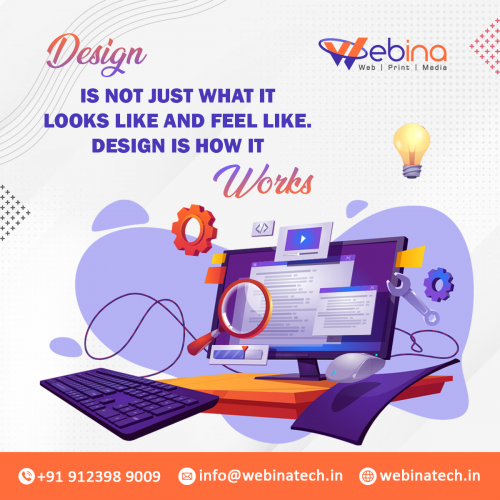 Design
Webina
Web | Print | Media
IS NOT JUST WHAT IT
LOOKS LIKE AND FEEL LIKE.
DESIGN IS HOW IT
Works
</>
+91 912398 9009
info@webinatech.in
webinatech.in